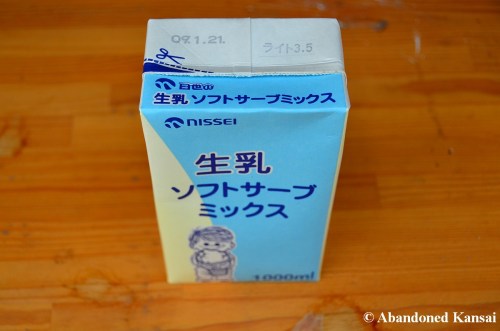 09.1.21.
ライト3.5
日世の
生乳 ソフトサーブミックス
NISSEI
生乳
ソフトサーブ
ミックス
1000ml
© Abandoned Kansai